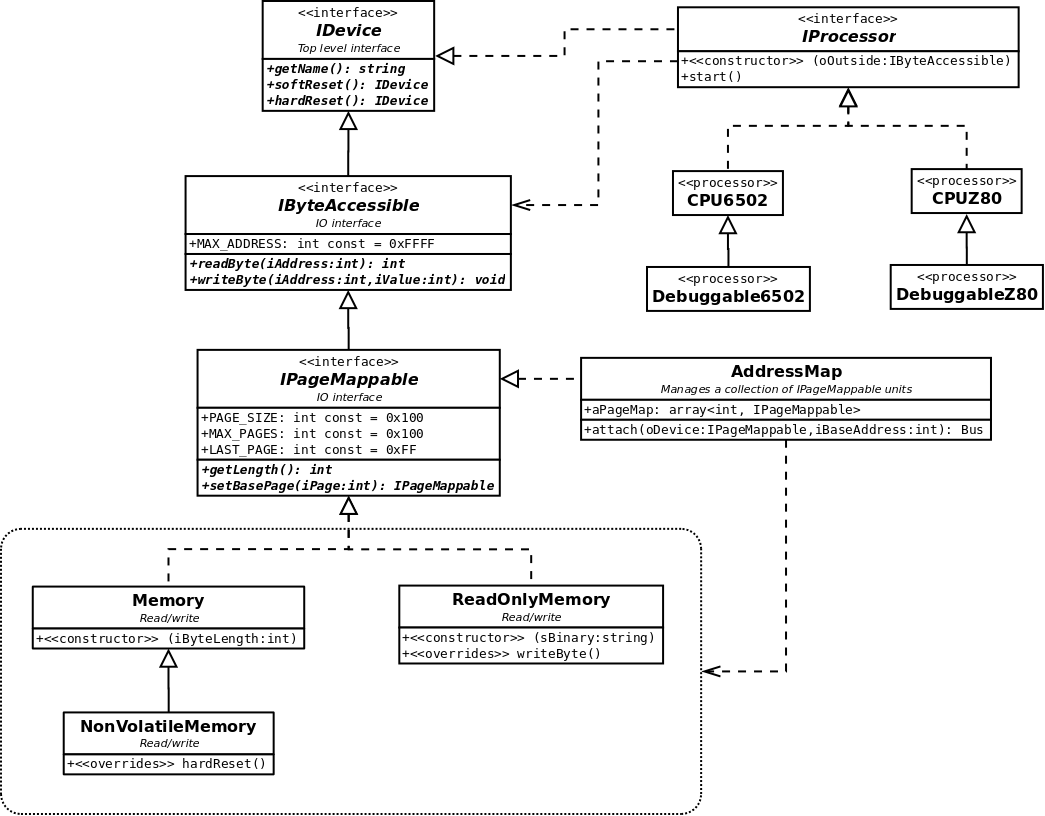 <<interface>>
IDevice
Top level interface
+getName(): string
+softReset(): IDevice
+hardReset(): IDevice
<<interface>>
IProcessor
+<<constructor>> (oOutside:IByteAccessible)
+start()
<<processor>>
CPU6502
<<processor>>
CPUZ80
<<interface>>
IByteAccessible
IO interface
+MAX_ADDRESS: int const = 0xFFFF
+readByte(iAddress:int): int
+writeByte(iAddress:int,iValue:int): void
<<processor>>
Debuggable6502
<<processor>>
DebuggableZ80
<<interface>>
IPageMappable
IO interface
+PAGE_SIZE: int const = 0x100
+MAX_PAGES: int const = 0x100
+LAST_PAGE: int const = 0xFF
+getLength(): int
+setBasePage(iPage:int): IPageMappable
AddressMap
Manages a collection of IPageMappable units
+aPageMap: array<int, IPageMappable>
+attach(oDevice:IPageMappable,iBaseAddress:int): Bus
Memory
Read/write
+<<constructor>> (iByteLength:int)
ReadOnlyMemory
Read/write
+<<constructor>> (sBinary:string)
+<<overrides>> writeByte()
NonVolatileMemory
Read/write
+<<overrides>> hardReset()